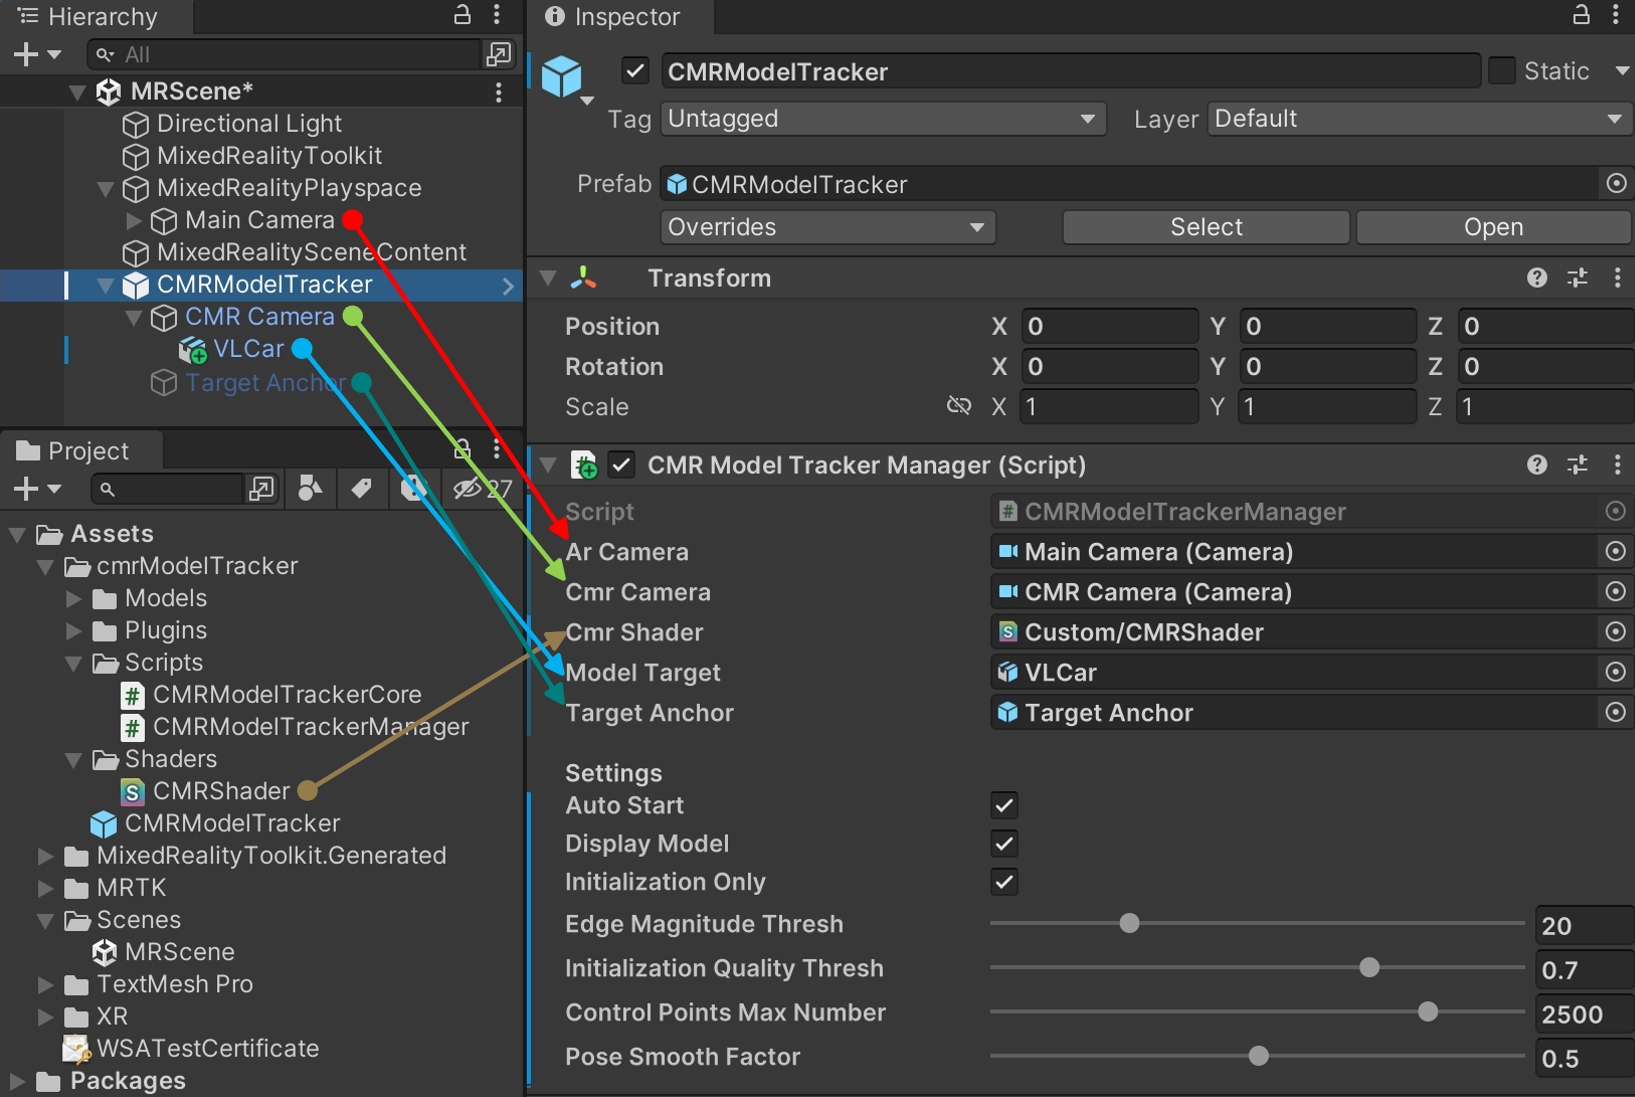 Hierarchy
All
MRScene*
Directional Light
MixedRealityToolkit
MixedRealityPlayspace
Main Camera
MixedRealitySceneContent
CMRModelTracker
CMR Camera
VLCar
Target Anchor
Project
27
Assets
cmrModelTracker
Models
Plugins
Scripts
CMRModelTrackerCore
CMRModelTrackerManager
Shaders
CMRShader
CMRModelTracker
MixedRealityToolkit.Generated
MRTK
Scenes
MRScene
TextMesh Pro
XR
WSATestCertificate
Packages
Inspector
CMRModelTracker Static
Tag Untagged Layer Default
Prefab CMRModelTracker
Overrides Select Open
Transform
Position X 0 Y 0 Z 0
Rotation X 0 Y 0 Z 0
Scale X 1 Y 1 Z 1
CMR Model Tracker Manager (Script)
Script CMRModelTrackerManager
Ar Camera Main Camera (Camera)
Cmr Camera CMR Camera (Camera)
Cmr Shader Custom/CMRShader
Model Target VLCar
Target Anchor Target Anchor
Settings
Auto Start
Display Model
Initialization Only
Edge Magnitude Thresh 20
Initialization Quality Thresh 0.7
Control Points Max Number 2500
Pose Smooth Factor 0.5